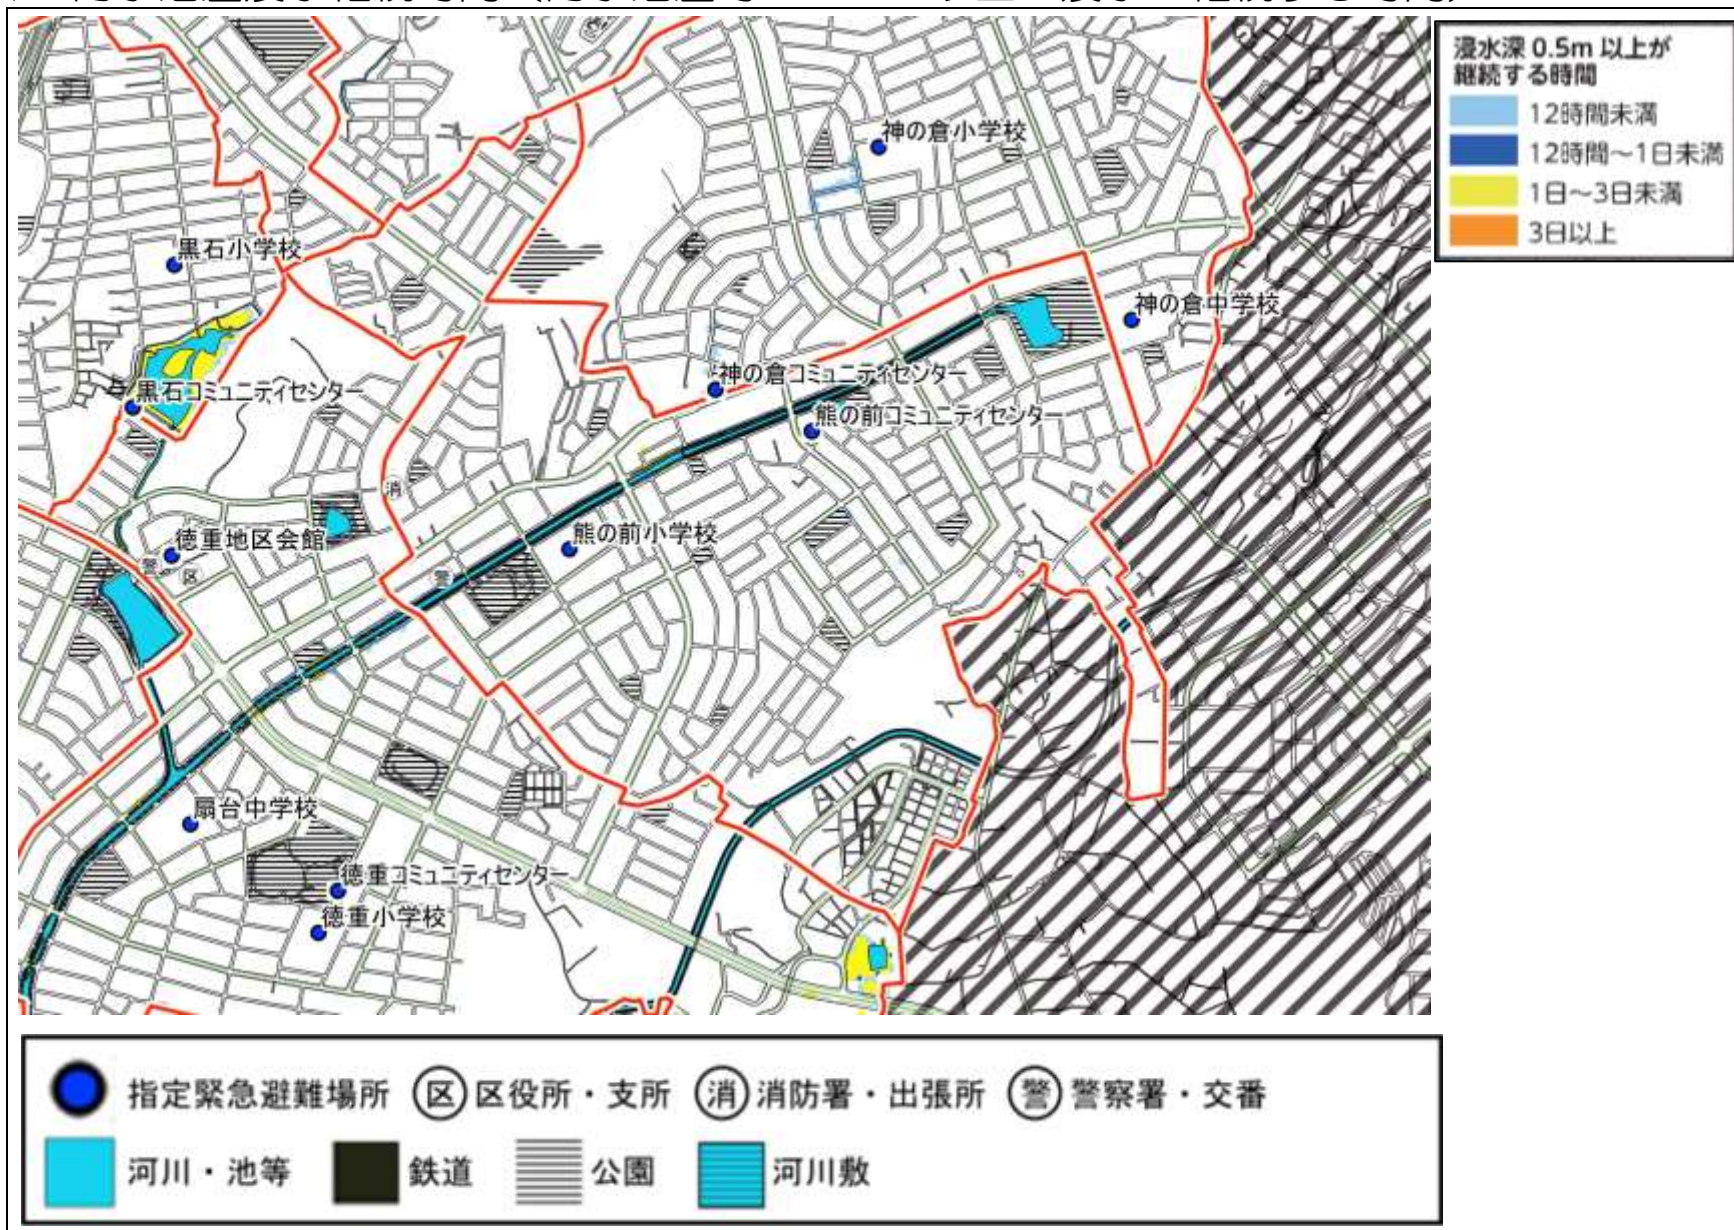 浸水深 0.5m 以上が
継続する時間
12時間未満
12時間～1日未満
1日～3日未満
3日以上
神の倉小学校
黒石小学校
神の倉中学校
神の倉コミュニティセンター
黒石コミュニティセンター
熊の前コミュニティセンター
消
徳重地区会館
熊の前小学校
警
区
警
扇台中学校
徳重コミュニティセンター
徳重小学校
指定緊急避難場所 区 区役所・支所 消 消防署・出張所 警 警察署・交番
河川・池等 鉄道 公園 河川敷